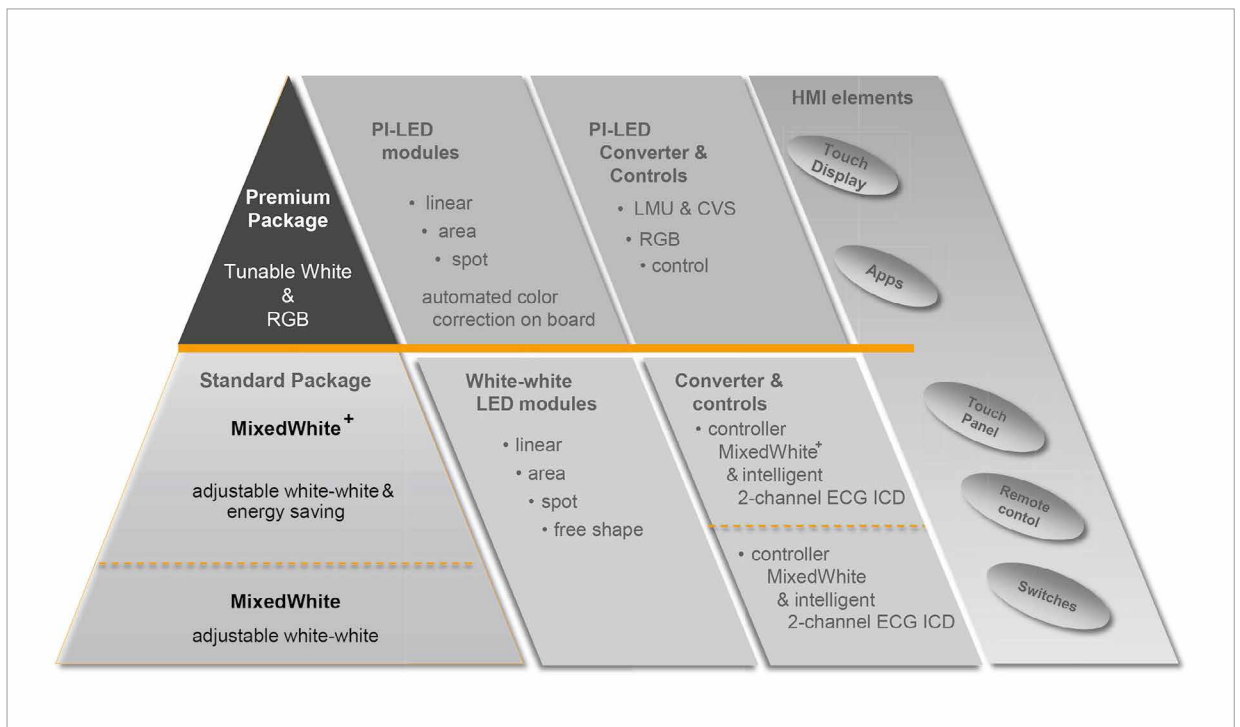 Premium
Package
Tunable White
&
RGB
PI-LED
modules
• linear
• area
• spot
automated color
correction on board
PI-LED
Converter &
Controls
• LMU & CVS
• RGB
• control
HMI elements
Touch
Display
Apps
Standard Package
MixedWhite+
adjustable white-white &
energy saving
MixedWhite
adjustable white-white
White-white
LED modules
• linear
• area
• spot
• free shape
Converter &
controls
• controller
MixedWhite+
& intelligent
2-channel ECG ICD
• controller
MixedWhite
& intelligent
2-channel ECG ICD
Touch
Panel
Remote
contol
Switches